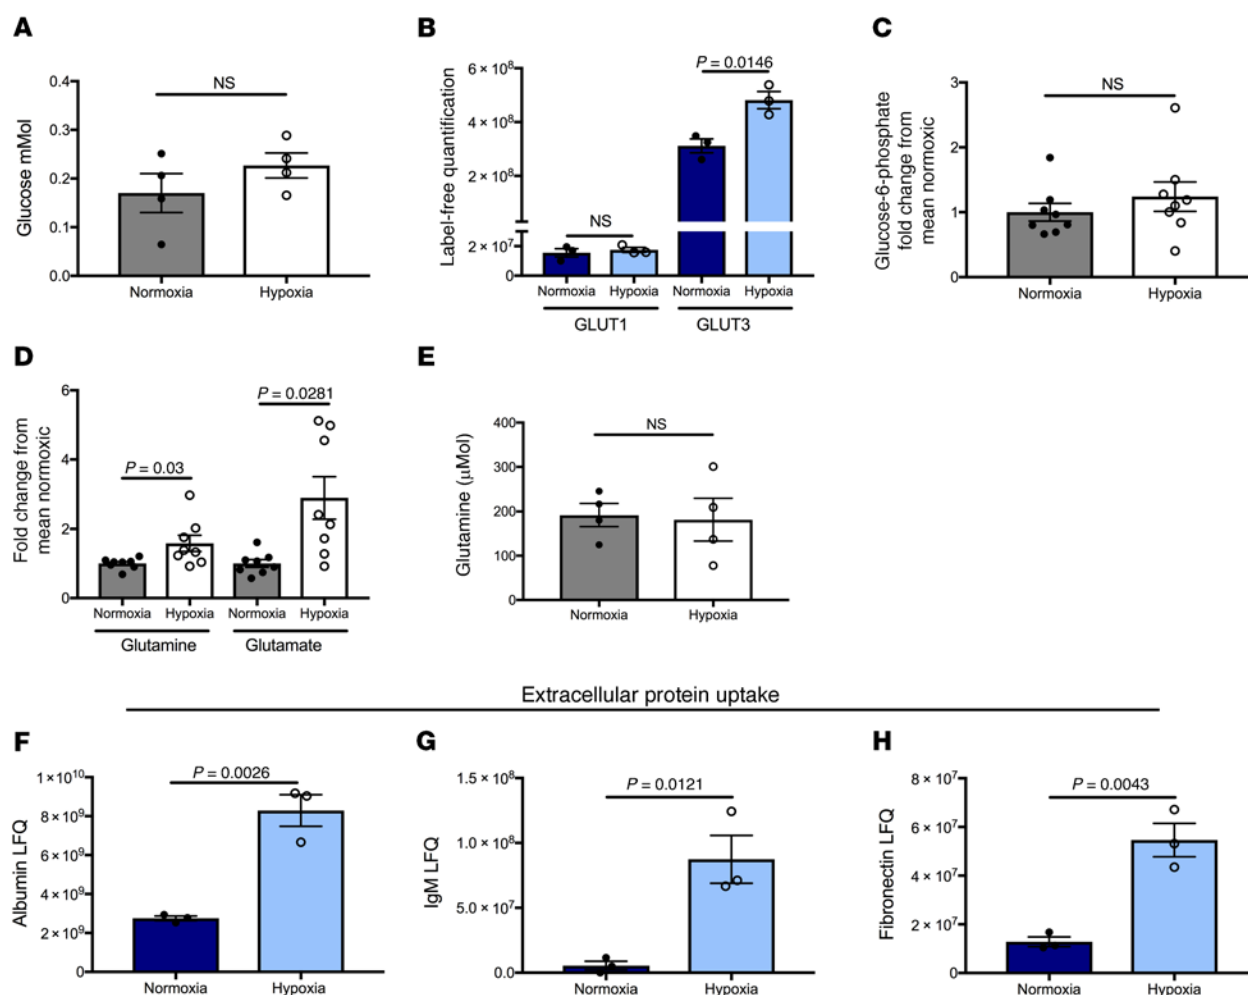 A
Glucose mMol
0.4
0.3
0.2
0.1
0.0
NS
Normoxia Hypoxia
B
Label-free quantification
6 × 10⁸
4 × 10⁸
2 × 10⁸
2 × 10⁷
0
NS
P = 0.0146
Normoxia Hypoxia Normoxia Hypoxia
GLUT1 GLUT3
C
Glucose-6-phosphate
fold change from
mean normoxic
3
2
1
0
NS
Normoxia Hypoxia
D
Fold change from
mean normoxic
6
4
2
0
P = 0.03
P = 0.0281
Normoxia Hypoxia Normoxia Hypoxia
Glutamine Glutamate
E
Glutamine (μMol)
400
300
200
100
0
NS
Normoxia Hypoxia
Extracellular protein uptake
F
Albumin LFQ
1 × 10¹⁰
8 × 10⁹
6 × 10⁹
4 × 10⁹
2 × 10⁹
0
P = 0.0026
Normoxia Hypoxia
G
IgM LFQ
1.5 × 10⁸
1.0 × 10⁸
5.0 × 10⁷
0.0
P = 0.0121
Normoxia Hypoxia
H
Fibronectin LFQ
8 × 10⁷
6 × 10⁷
4 × 10⁷
2 × 10⁷
0
P = 0.0043
Normoxia Hypoxia